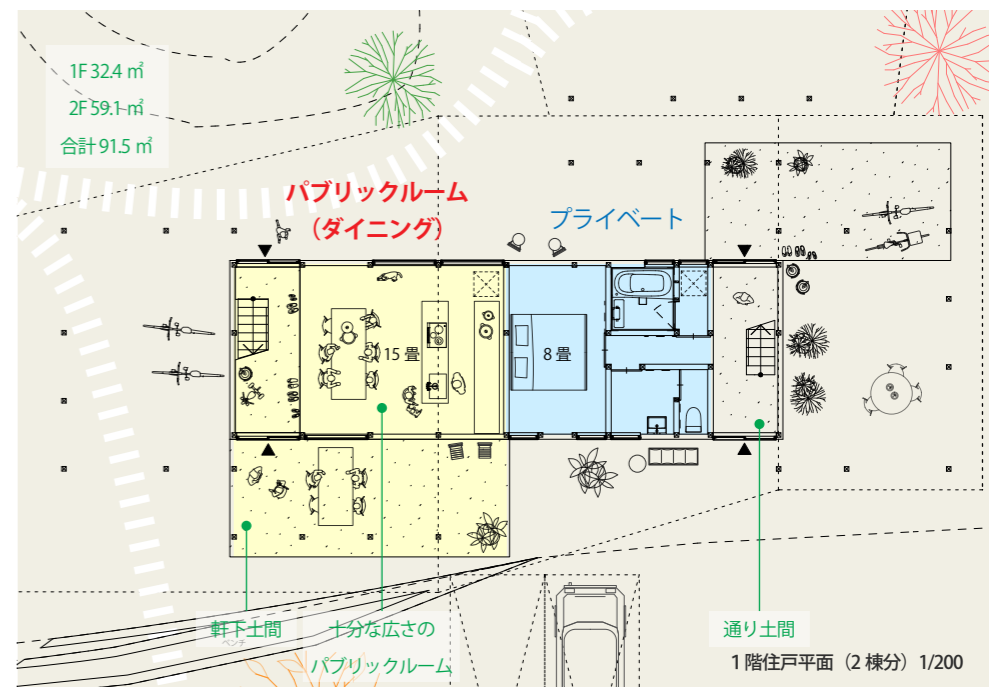 1F 32.4 ㎡
2F 59.1 ㎡
合計 91.5 ㎡
パブリックルーム
（ダイニング）
プライベート
15 畳
8 畳
軒下土間
ベンチ
十分な広さの
パブリックルーム
通り土間
1 階住戸平面（2 棟分）1/200